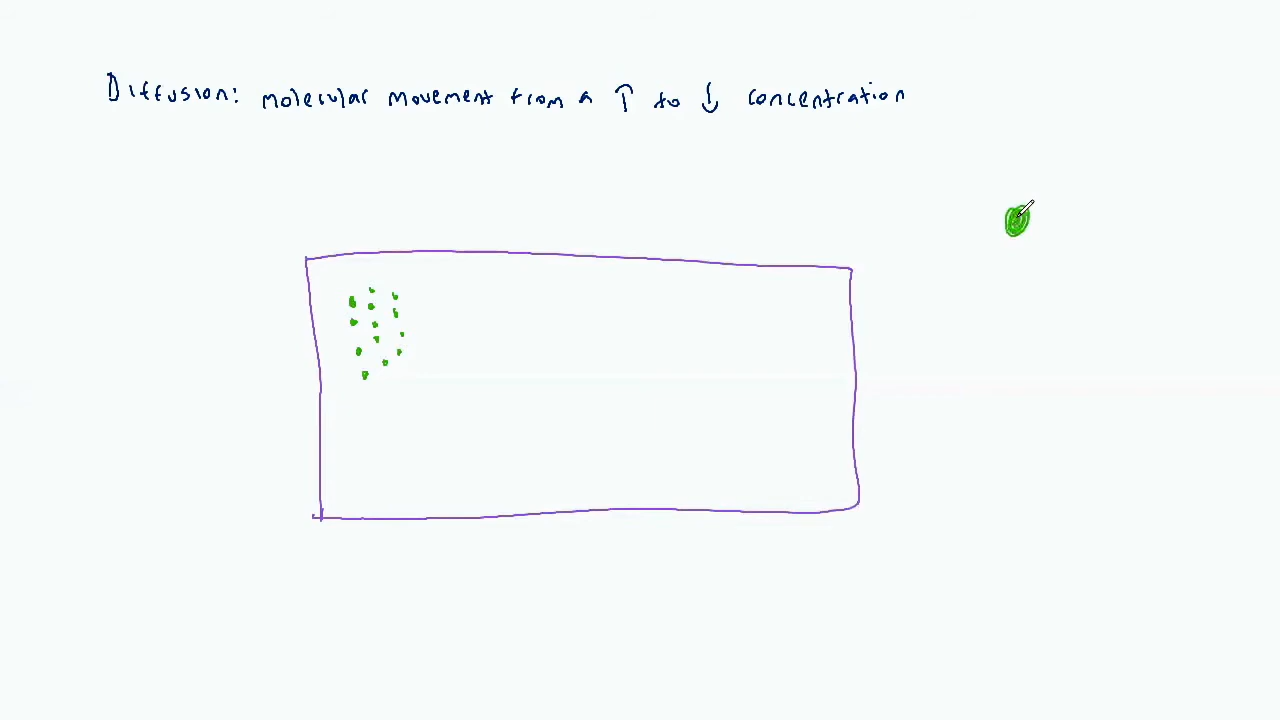 Diffusion: molecular movement from a ↑ to ↓ concentration